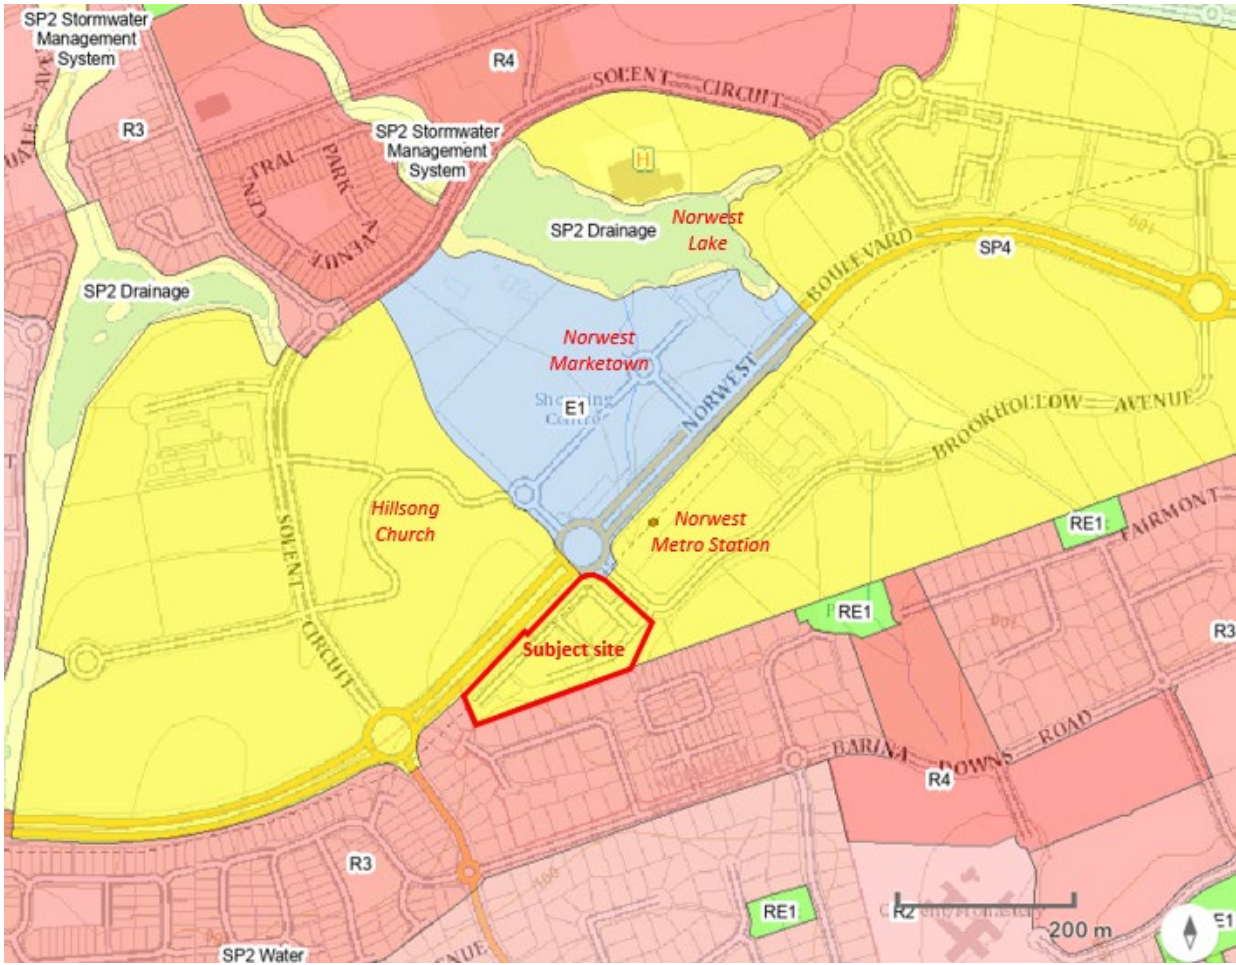 SP2 Stormwater
Management
System
R4
SOLENT CIRCUIT
R3
SP2 Stormwater
Management
System
H
TRAL
PARK
CEN
AVENUE
Norwest
Lake
SP2 Drainage
BOULEVARD
SP4
SP2 Drainage
Norwest
Marketown
NORWEST
E1
BROOKHOLLOW AVENUE
Hillsong
Church
Norwest
Metro Station
RE1
FAIRMONT
SOLENT
CIRCUIT
RE1
R3
Subject site
BARINA DOWNS ROAD
R4
R3
RE1
R2
200 m
E1
SP2 Water